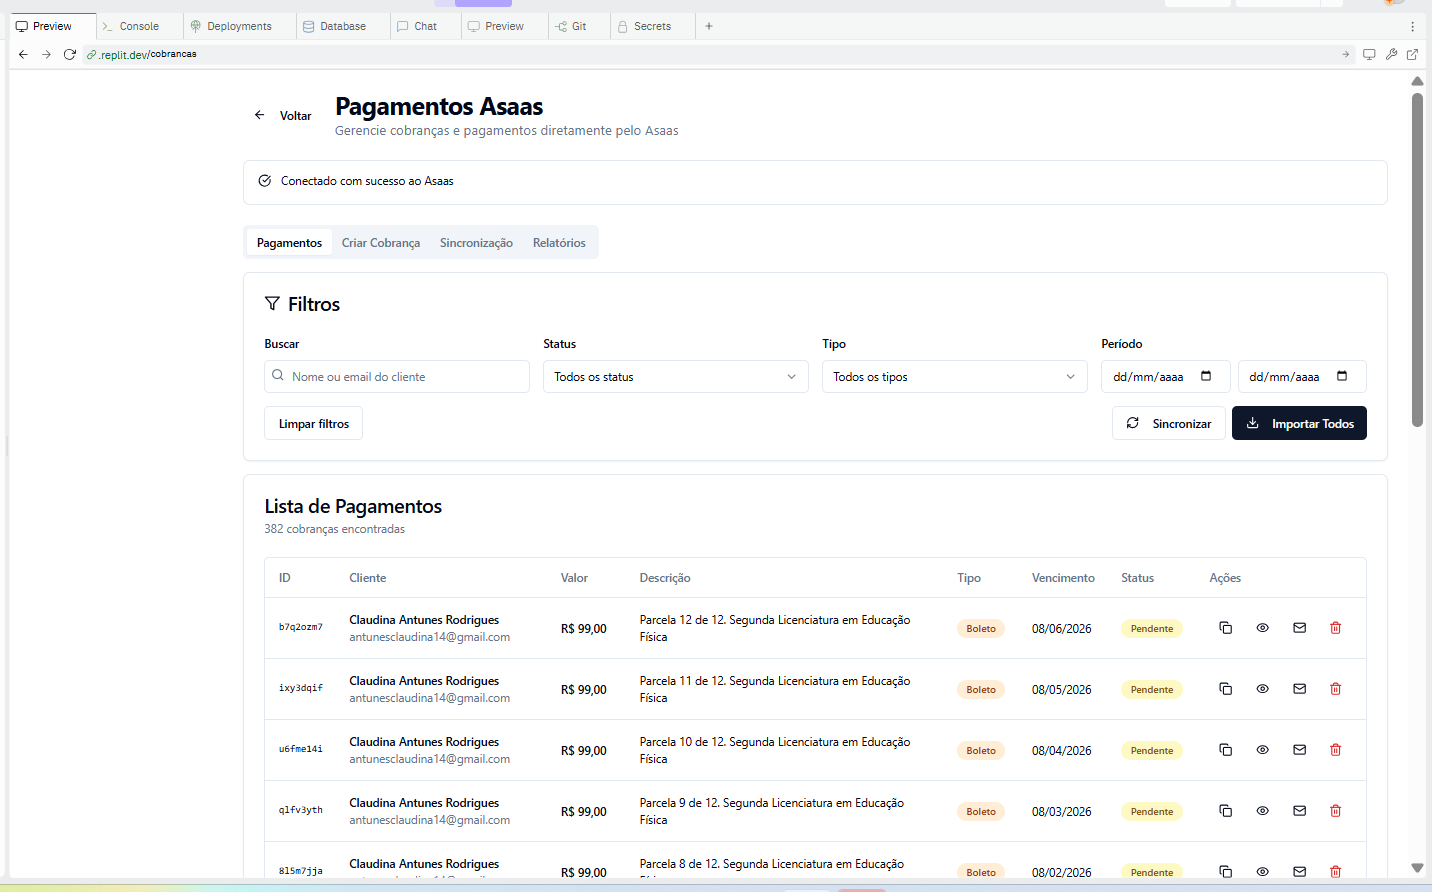 Preview
Console
Deployments
Database
Chat
Preview
Git
Secrets
.replit.dev/cobrancas
Voltar
Pagamentos Asaas
Gerencie cobranças e pagamentos diretamente pelo Asaas
Conectado com sucesso ao Asaas
Pagamentos Criar Cobrança Sincronização Relatórios
Filtros
Buscar Status Tipo Período
Nome ou email do cliente Todos os status Todos os tipos dd/mm/aaaa dd/mm/aaaa
Limpar filtros Sincronizar Importar Todos
Lista de Pagamentos
382 cobranças encontradas
ID Cliente Valor Descrição Tipo Vencimento Status Ações
b7q2ozm7 Claudina Antunes Rodrigues R$ 99,00 Parcela 12 de 12. Segunda Licenciatura em Educação Boleto 08/06/2026 Pendente
antunesclaudina14@gmail.com Física
ixy3dqif Claudina Antunes Rodrigues R$ 99,00 Parcela 11 de 12. Segunda Licenciatura em Educação Boleto 08/05/2026 Pendente
antunesclaudina14@gmail.com Física
u6fme14i Claudina Antunes Rodrigues R$ 99,00 Parcela 10 de 12. Segunda Licenciatura em Educação Boleto 08/04/2026 Pendente
antunesclaudina14@gmail.com Física
qlfv3yth Claudina Antunes Rodrigues R$ 99,00 Parcela 9 de 12. Segunda Licenciatura em Educação Boleto 08/03/2026 Pendente
antunesclaudina14@gmail.com Física
8l5m7jja Claudina Antunes Rodrigues R$ 99,00 Parcela 8 de 12. Segunda Licenciatura em Educação Boleto 08/02/2026 Pendente